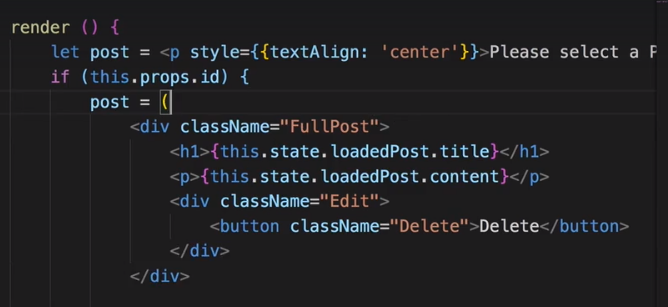 render () {
let post = <p style={{textAlign: 'center'}}>Please select a P
if (this.props.id) {
post = (
<div className="FullPost">
<h1>{this.state.loadedPost.title}</h1>
<p>{this.state.loadedPost.content}</p>
<div className="Edit">
<button className="Delete">Delete</button>
</div>
</div>